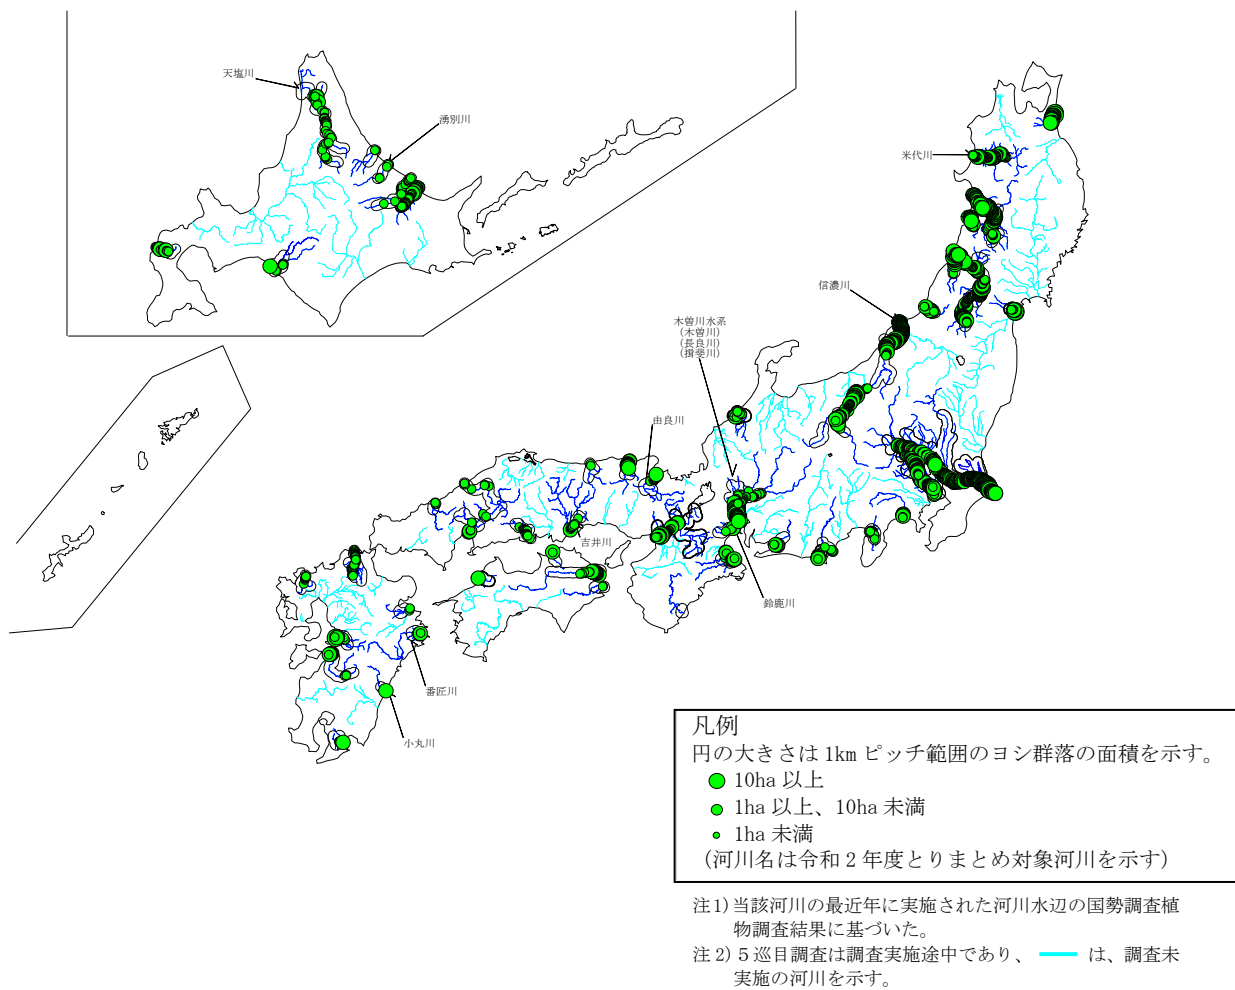 天塩川
湧別川
米代川
信濃川
木曽川水系
(木曽川)
(長良川)
(揖斐川)
由良川
吉井川
鈴鹿川
番匠川
小丸川
凡例
円の大きさは 1km ピッチ範囲のヨシ群落の面積を示す。
10ha 以上
1ha 以上、10ha 未満
1ha 未満
(河川名は令和 2 年度とりまとめ対象河川を示す)
注1)当該河川の最近年に実施された河川水辺の国勢調査植
物調査結果に基づいた。
注 2) 5 巡目調査は調査実施途中であり、 は、調査未
実施の河川を示す。